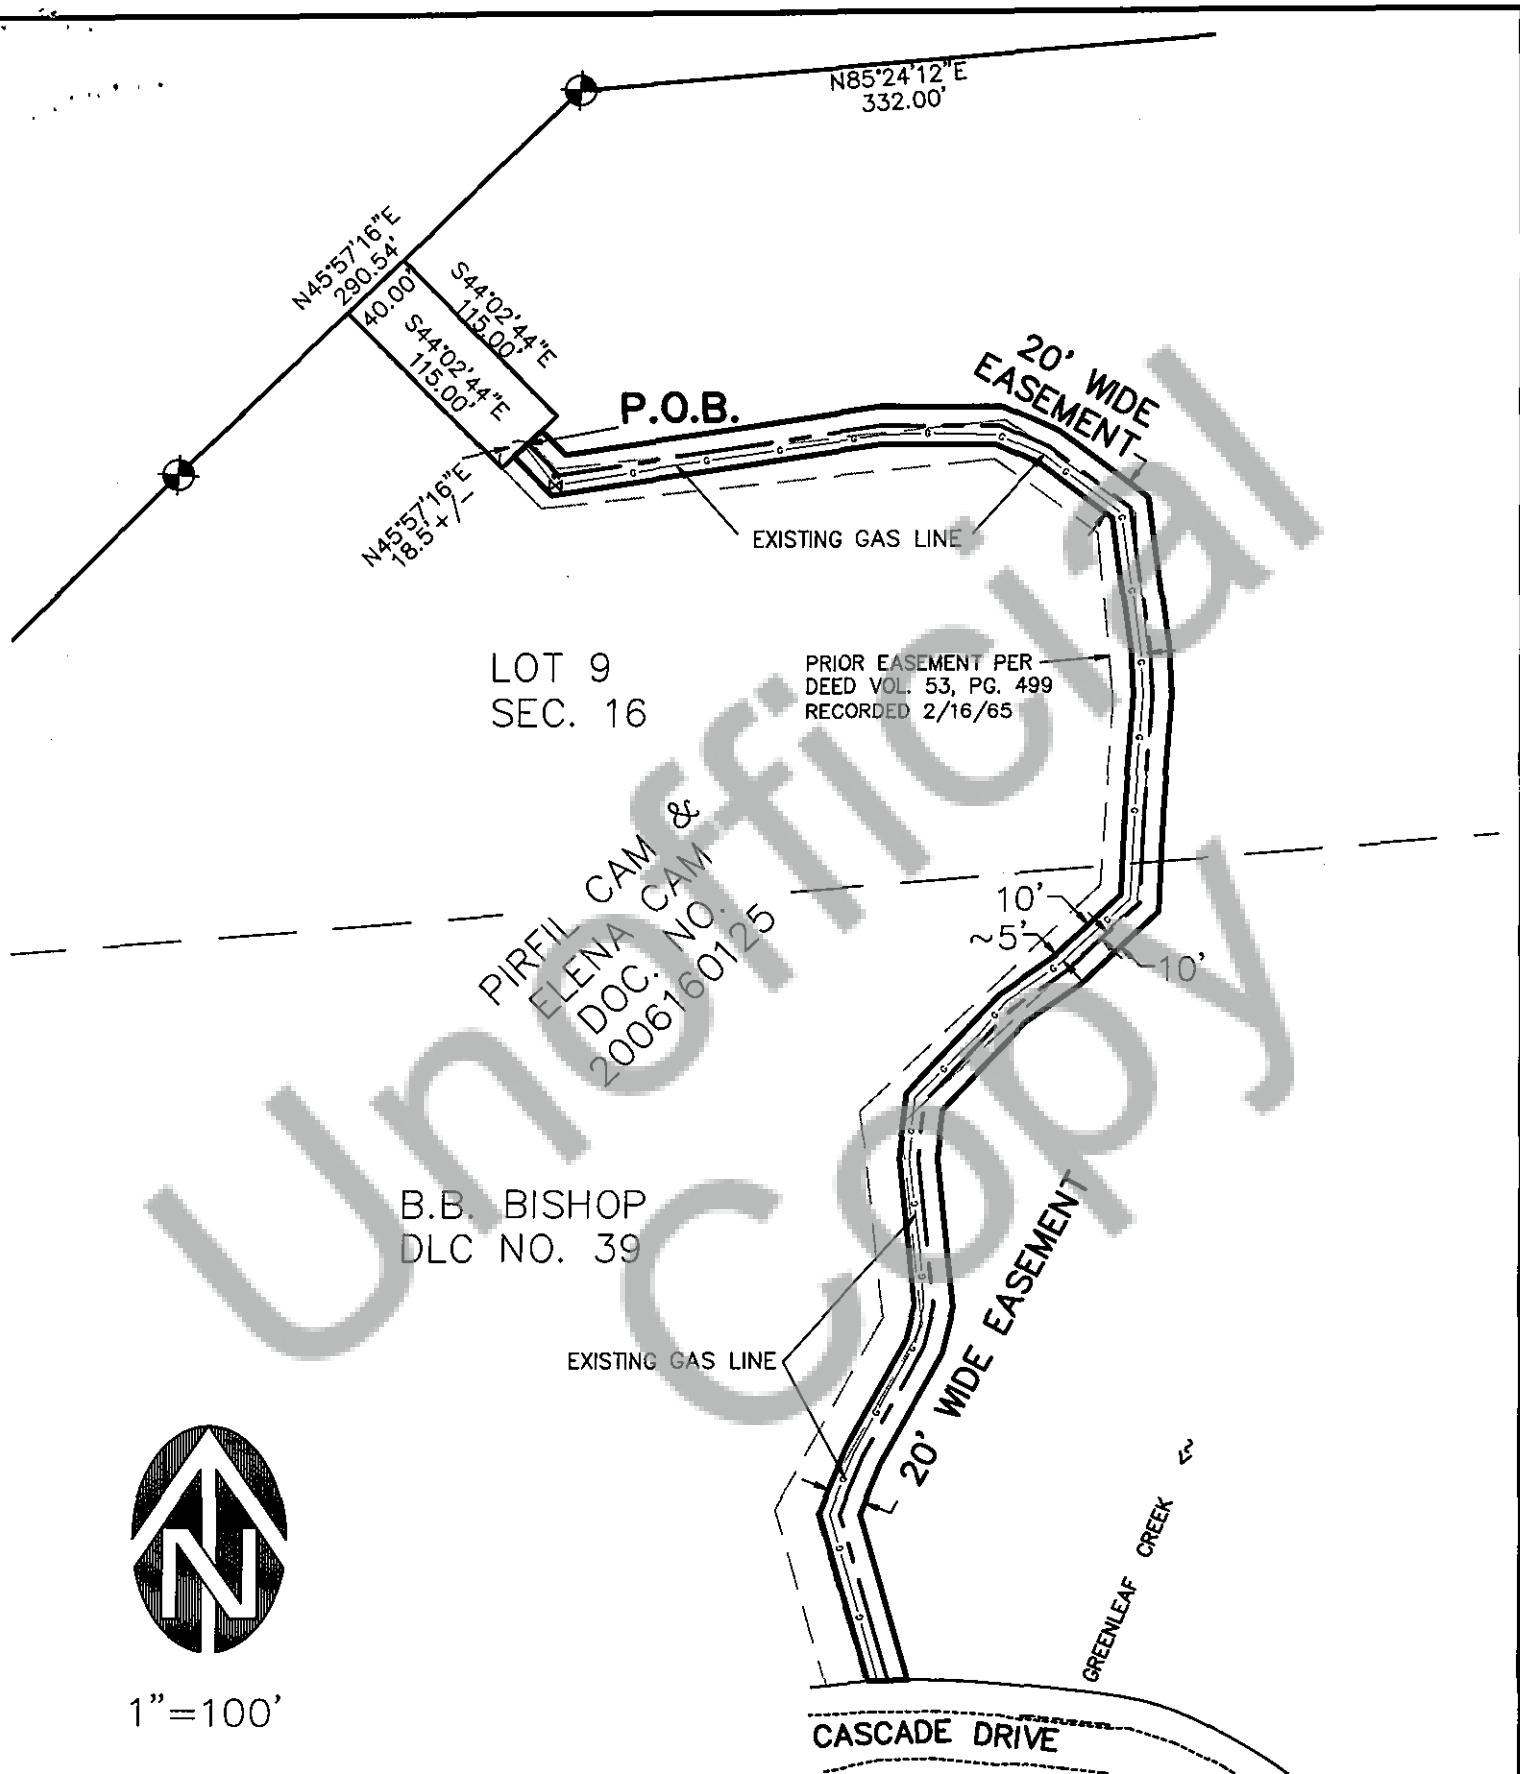 N85°24'12"E
332.00'
N45°57'16"E
290.54'
40.00'
S44°02'44"E
115.00'
S44°02'44"E
115.00'
P.O.B.
20' WIDE
EASEMENT
N45°57'16"E
18.5'+/-
EXISTING GAS LINE
LOT 9
SEC. 16
PRIOR EASEMENT PER
DEED VOL. 53, PG. 499
RECORDED 2/16/65
PIRFIL CAM &
ELENA CAM
DOC. NO.
2006160125
10'
~5'
10'
B.B. BISHOP
DLC NO. 39
EXISTING GAS LINE
20' WIDE EASEMENT
GREENLEAF CREEK
N
1"=100'
CASCADE DRIVE
Unofficial
Copy